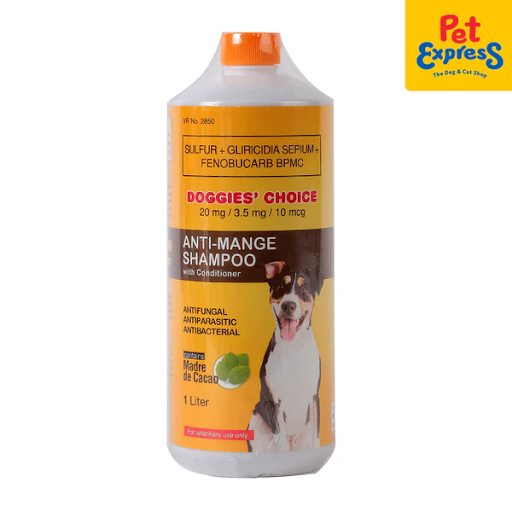 Pet
Express
The Dog & Cat Shop
VR No. 2850
SULFUR + GLIRICIDIA SEPIUM +
FENOBUCARB BPMC
DOGGIES' CHOICE
20 mg / 3.5 mg / 10 mcg
ANTI-MANGE
SHAMPOO
with Conditioner
ANTIFUNGAL
ANTIPARASITIC
ANTIBACTERIAL
contains
Madre
de Cacao
1 Liter
For veterinary use only